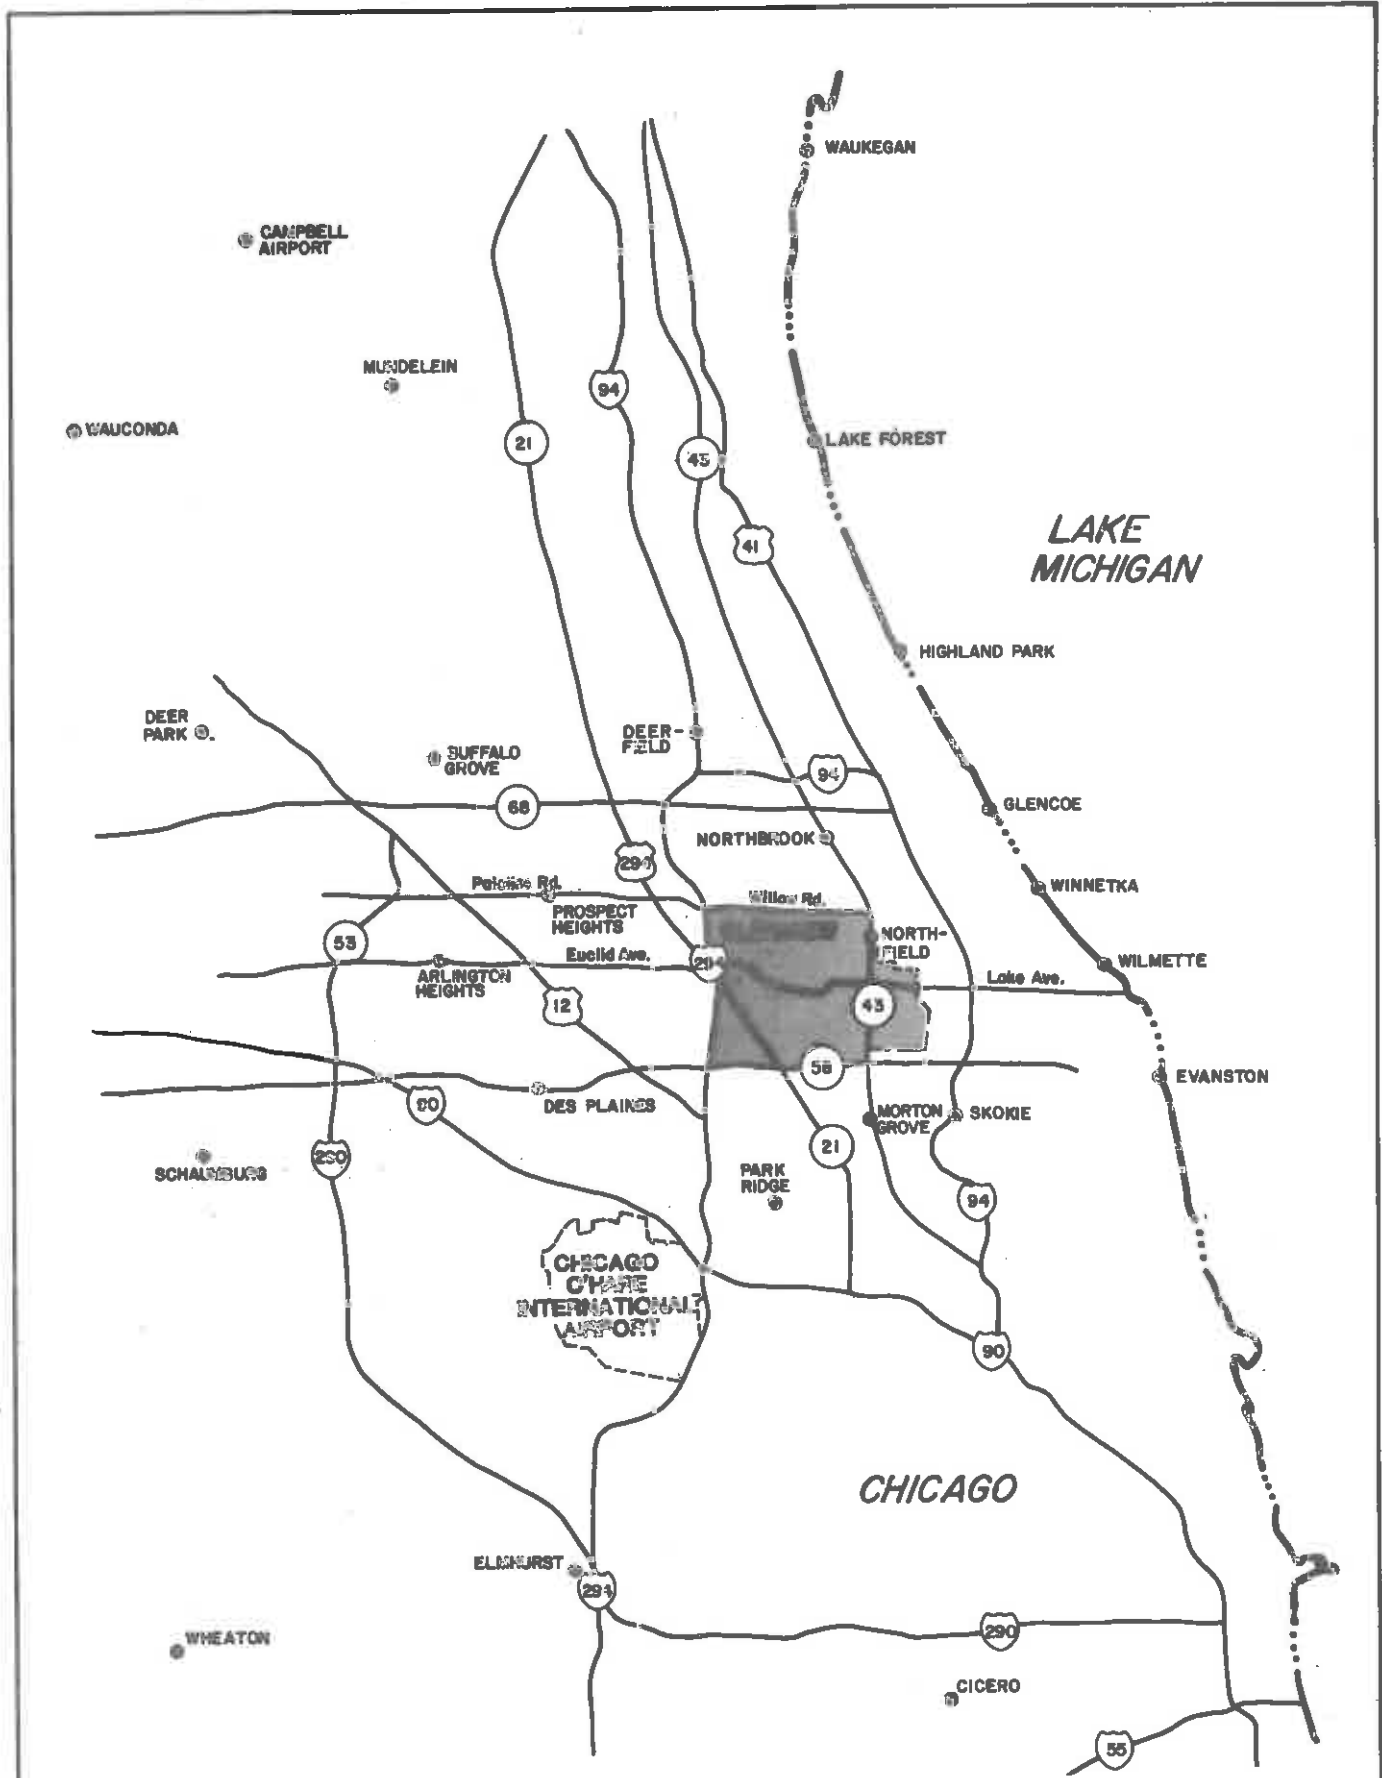 WAUKEGAN
CAMPBELL
AIRPORT
MUNDELEIN
94
WAUCONDA
21
43
LAKE FOREST
LAKE
MICHIGAN
41
HIGHLAND PARK
DEER
PARK
DEER-
FIELD
BUFFALO
GROVE
94
68
GLENCOE
NORTHBROOK
294
Palatine Rd.
WINNETKA
Willow Rd.
PROSPECT
HEIGHTS
53
NORTH-
FIELD
Euclid Ave.
294
WILMETTE
ARLINGTON
HEIGHTS
Lake Ave.
12
43
58
EVANSTON
90
DES PLAINES
MORTON
GROVE
SKOKIE
21
290
SCHAUMBURG
PARK
RIDGE
94
CHICAGO
O'HARE
INTERNATIONAL
AIRPORT
90
CHICAGO
ELMHURST
294
290
WHEATON
CICERO
55